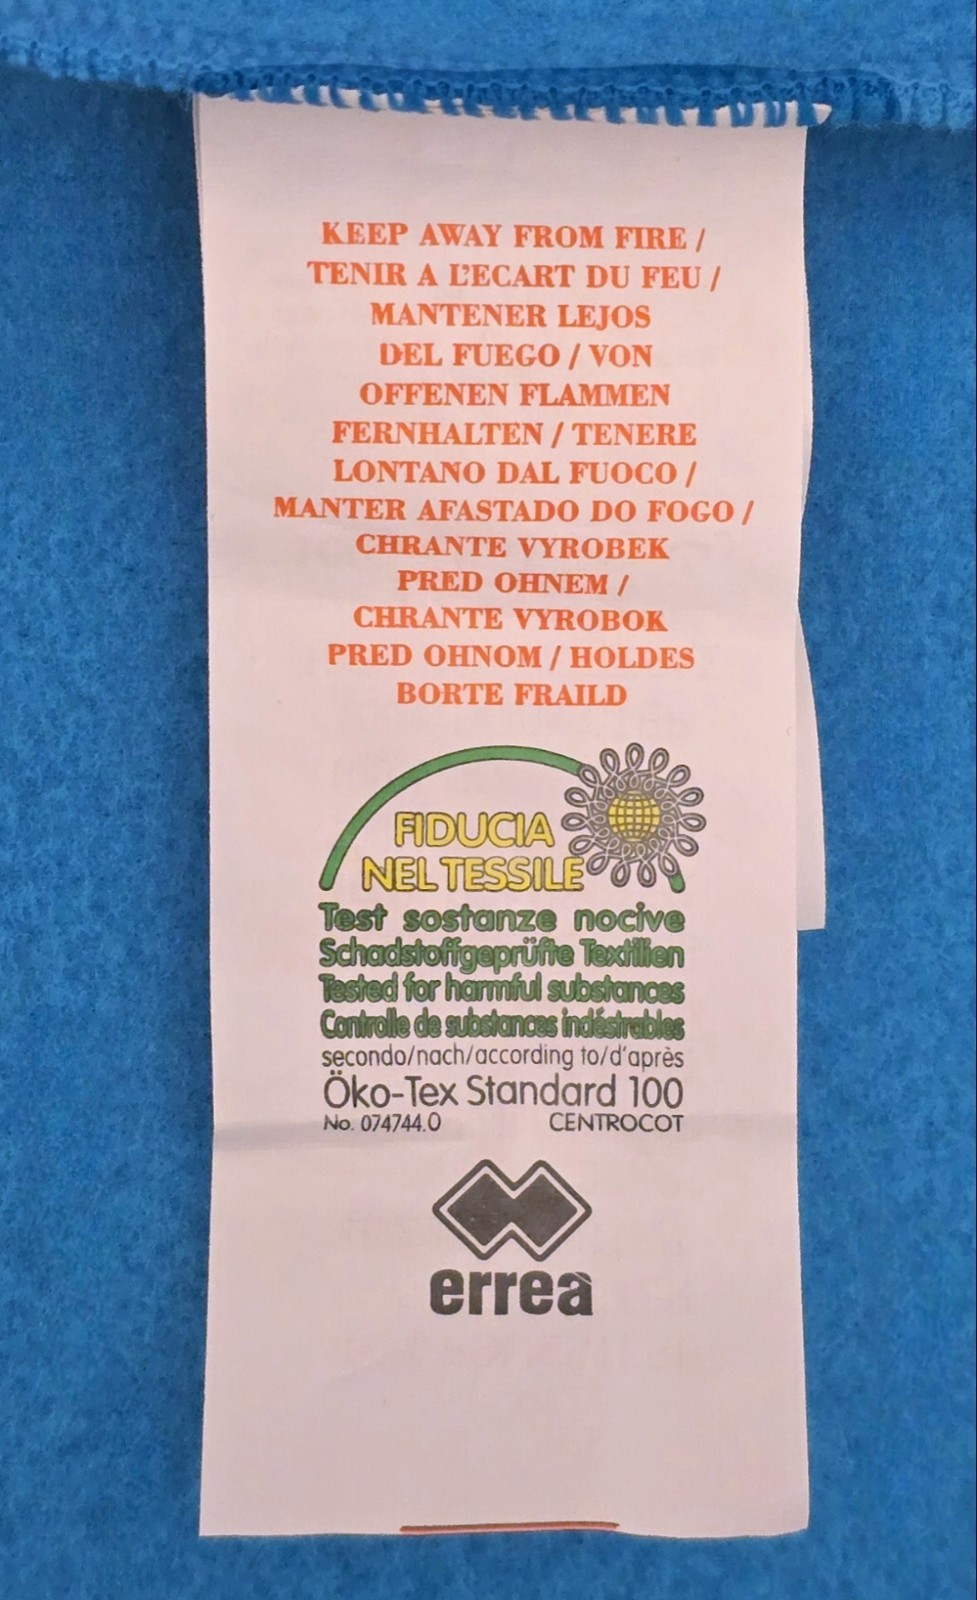 KEEP AWAY FROM FIRE /
TENIR A L'ECART DU FEU /
MANTENER LEJOS
DEL FUEGO / VON
OFFENEN FLAMMEN
FERNHALTEN / TENERE
LONTANO DAL FUOCO /
MANTER AFASTADO DO FOGO /
CHRANTE VYROBEK
PRED OHNEM /
CHRANTE VYROBOK
PRED OHNOM / HOLDES
BORTE FRAILD
FIDUCIA
NEL TESSILE
Test sostanze nocive
Schadstoffgeprüfte Textilien
Tested for harmful substances
Controlle de substances indéstrables
secondo/nach/according to/d'après
Öko-Tex Standard 100
No. 074744.0 CENTROCOT
erreà